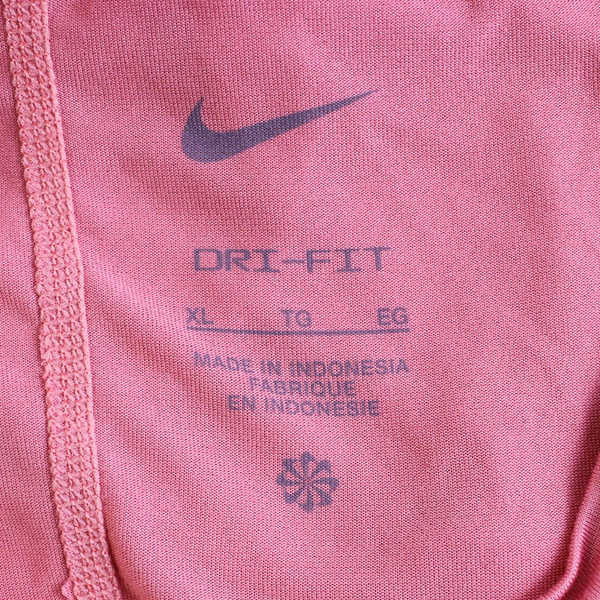 DRI-FIT
XL TG EG
MADE IN INDONESIA
FABRIQUE
EN INDONESIE